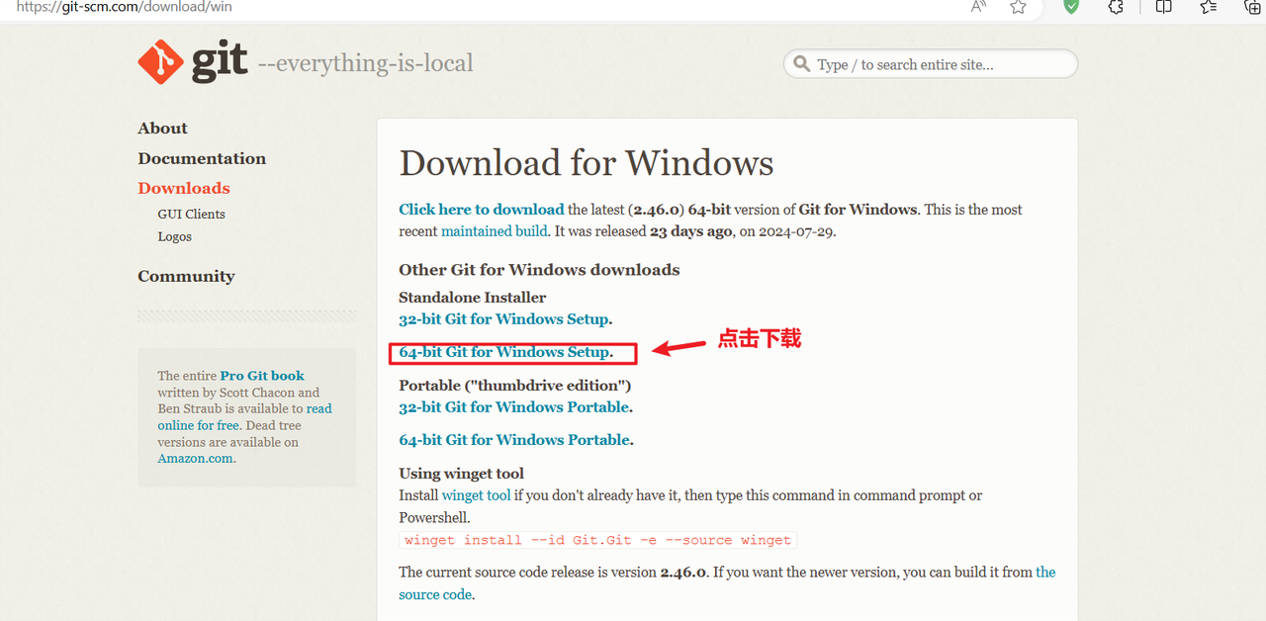 https://git-scm.com/download/win
git --everything-is-local
Type / to search entire site...
About
Documentation
Downloads
GUI Clients
Logos
Community
The entire Pro Git book
written by Scott Chacon and
Ben Straub is available to read
online for free. Dead tree
versions are available on
Amazon.com.
Download for Windows
Click here to download the latest (2.46.0) 64-bit version of Git for Windows. This is the most
recent maintained build. It was released 23 days ago, on 2024-07-29.
Other Git for Windows downloads
Standalone Installer
32-bit Git for Windows Setup.
64-bit Git for Windows Setup.
点击下载
Portable ("thumbdrive edition")
32-bit Git for Windows Portable.
64-bit Git for Windows Portable.
Using winget tool
Install winget tool if you don't already have it, then type this command in command prompt or
Powershell.
winget install --id Git.Git -e --source winget
The current source code release is version 2.46.0. If you want the newer version, you can build it from the
source code.